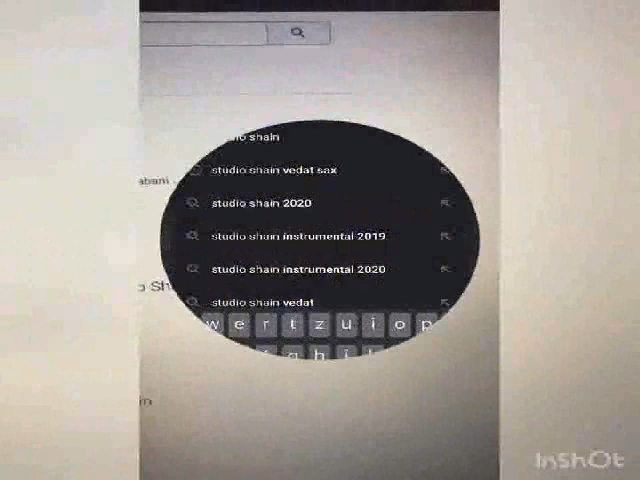 shain
studio shain vedat sax
studio shain 2020
studio shain instrumental 2019
studio shain instrumental 2020
studio shain vedat
w e r t z u i o p
g h j
InShOt